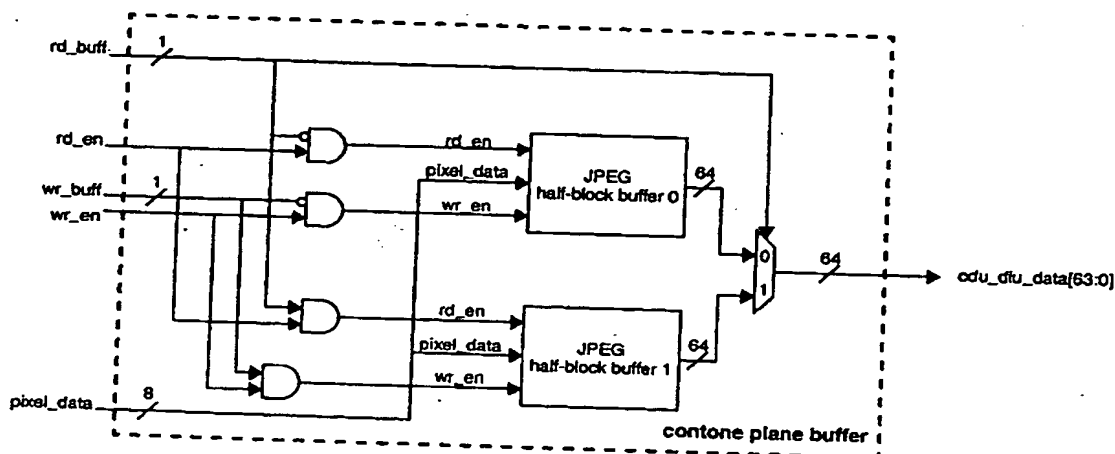 rd_buff
1
rd_en
wr_buff
1
wr_en
rd_en
pixel_data
wr_en
JPEG
half-block buffer 0
64
0
1
64
cdu_diu_data[63:0]
rd_en
pixel_data
wr_en
JPEG
half-block buffer 1
64
pixel_data
8
contone plane buffer